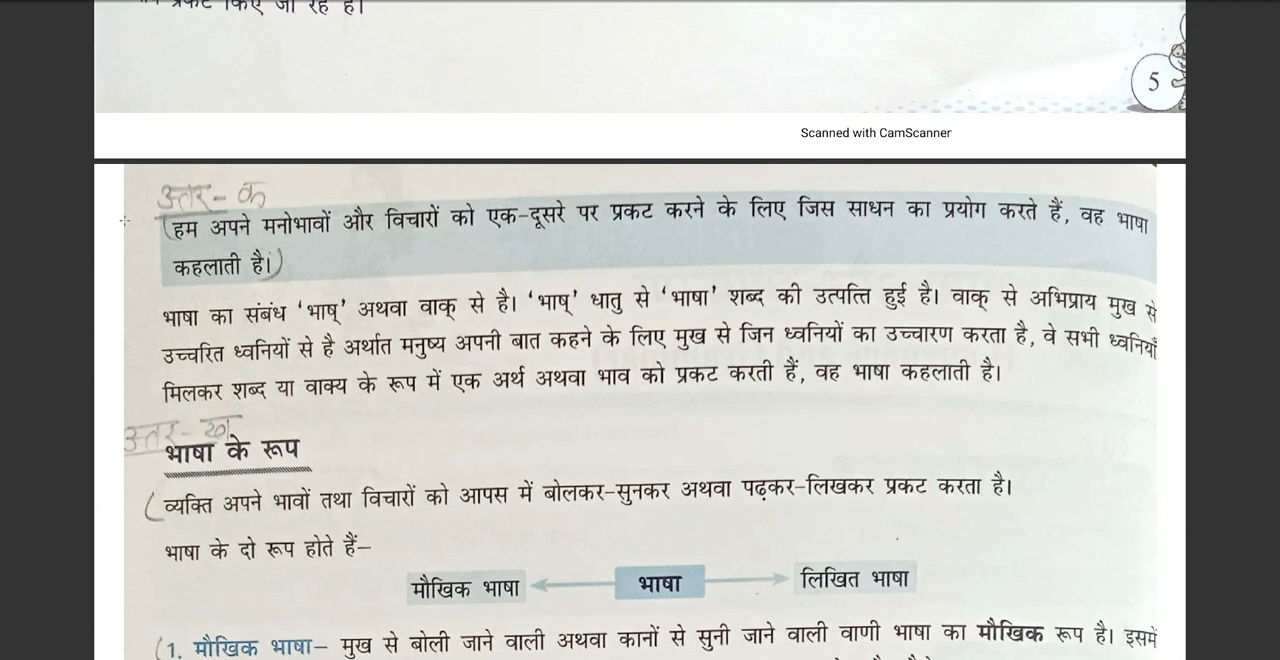 प्रकट किए जा रहे हैं।
5
Scanned with CamScanner
उत्तर- क
हम अपने मनोभावों और विचारों को एक-दूसरे पर प्रकट करने के लिए जिस साधन का प्रयोग करते हैं, वह भाषा
कहलाती है।
भाषा का संबंध ‘भाष्’ अथवा वाक् से है। ‘भाष्’ धातु से ‘भाषा’ शब्द की उत्पत्ति हुई है। वाक् से अभिप्राय मुख से
उच्चरित ध्वनियों से है अर्थात मनुष्य अपनी बात कहने के लिए मुख से जिन ध्वनियों का उच्चारण करता है, वे सभी ध्वनियाँ
मिलकर शब्द या वाक्य के रूप में एक अर्थ अथवा भाव को प्रकट करती हैं, वह भाषा कहलाती है।
उत्तर- ख
भाषा के रूप
(व्यक्ति अपने भावों तथा विचारों को आपस में बोलकर-सुनकर अथवा पढ़कर-लिखकर प्रकट करता है।
भाषा के दो रूप होते हैं–
मौखिक भाषा भाषा लिखित भाषा
(1. मौखिक भाषा– मुख से बोली जाने वाली अथवा कानों से सुनी जाने वाली वाणी भाषा का मौखिक रूप है। इसमें